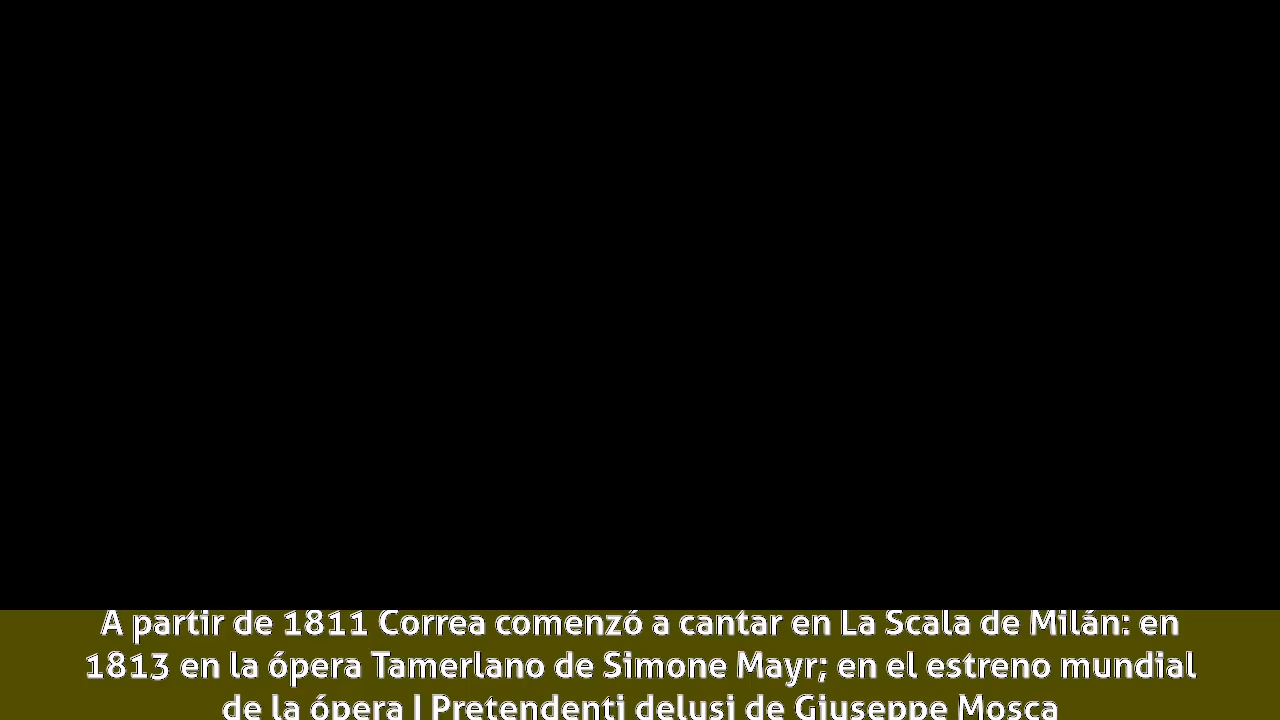 A partir de 1811 Correa comenzó a cantar en La Scala de Milán: en
1813 en la ópera Tamerlano de Simone Mayr; en el estreno mundial
de la ópera I Pretendenti delusi de Giuseppe Mosca